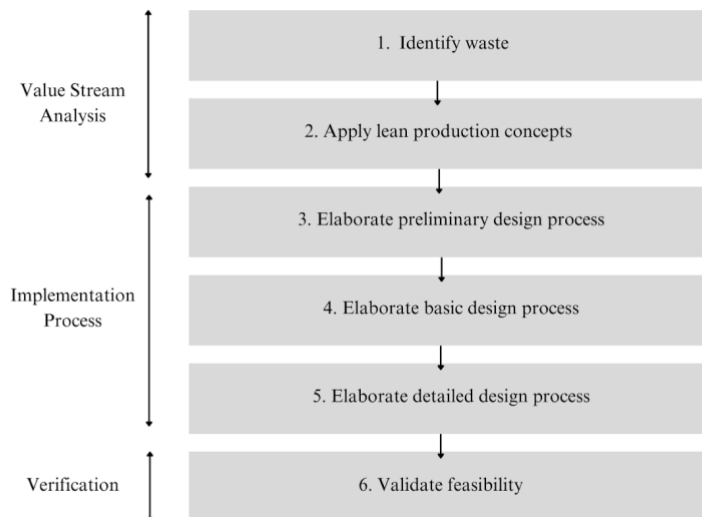 1. Identify waste
Value Stream
Analysis
2. Apply lean production concepts
3. Elaborate preliminary design process
Implementation
Process
4. Elaborate basic design process
5. Elaborate detailed design process
Verification
6. Validate feasibility